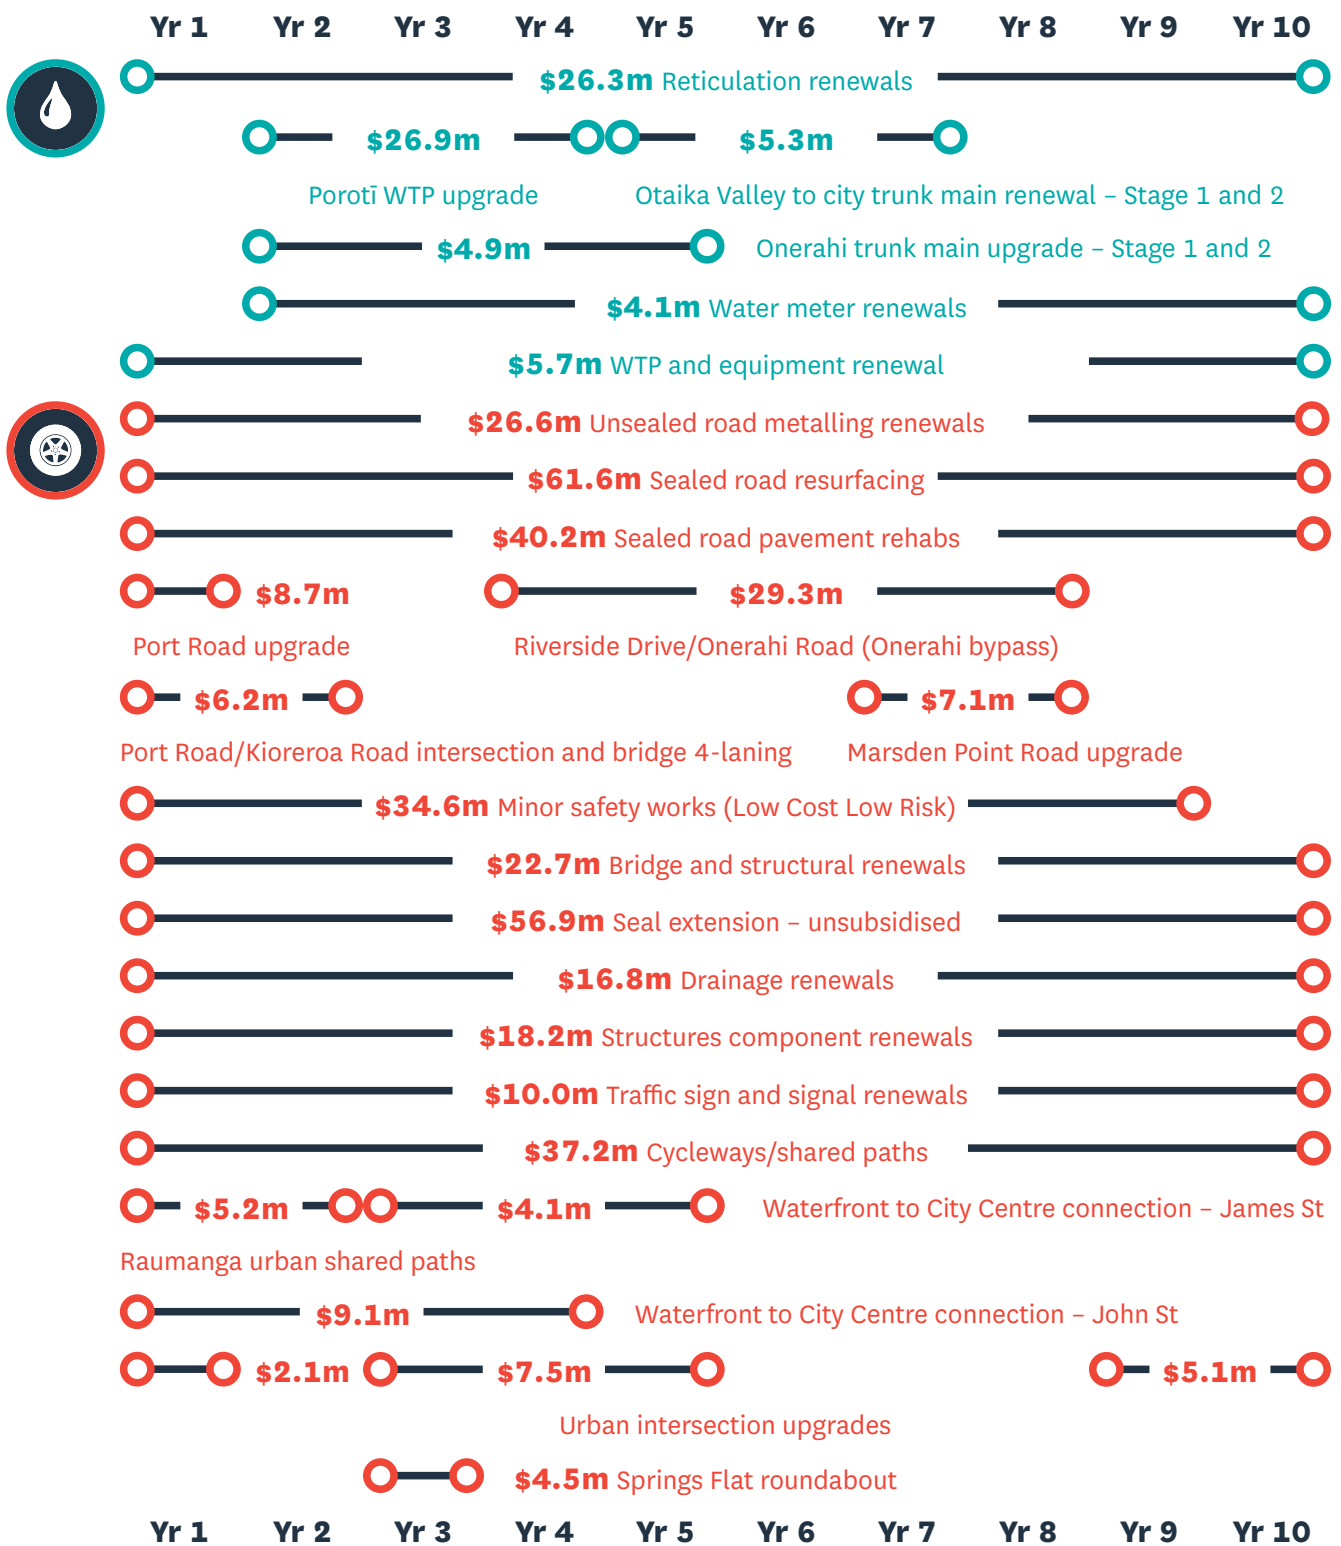 Yr 1 Yr 2 Yr 3 Yr 4 Yr 5 Yr 6 Yr 7 Yr 8 Yr 9 Yr 10
$26.3m Reticulation renewals
$26.9m $5.3m
Porotī WTP upgrade Otaika Valley to city trunk main renewal – Stage 1 and 2
$4.9m Onerahi trunk main upgrade – Stage 1 and 2
$4.1m Water meter renewals
$5.7m WTP and equipment renewal
$26.6m Unsealed road metalling renewals
$61.6m Sealed road resurfacing
$40.2m Sealed road pavement rehabs
$8.7m $29.3m
Port Road upgrade Riverside Drive/Onerahi Road (Onerahi bypass)
$6.2m $7.1m
Port Road/Kioreroa Road intersection and bridge 4-laning Marsden Point Road upgrade
$34.6m Minor safety works (Low Cost Low Risk)
$22.7m Bridge and structural renewals
$56.9m Seal extension – unsubsidised
$16.8m Drainage renewals
$18.2m Structures component renewals
$10.0m Traffic sign and signal renewals
$37.2m Cycleways/shared paths
$5.2m $4.1m Waterfront to City Centre connection – James St
Raumanga urban shared paths
$9.1m Waterfront to City Centre connection – John St
$2.1m $7.5m $5.1m
Urban intersection upgrades
$4.5m Springs Flat roundabout
Yr 1 Yr 2 Yr 3 Yr 4 Yr 5 Yr 6 Yr 7 Yr 8 Yr 9 Yr 10